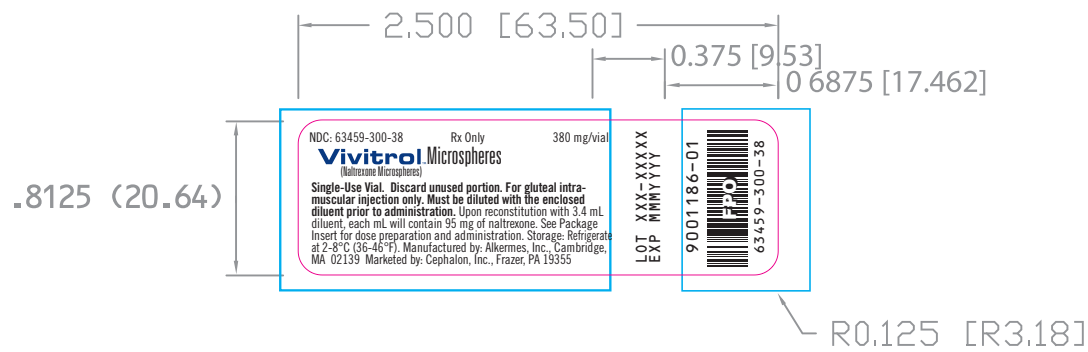 2.500 [63.50]
0.375 [9.53]
0 6875 [17.462]
.8125 (20.64)
NDC: 63459-300-38 Rx Only 380 mg/vial
Vivitrol™ Microspheres
(Naltrexone Microspheres)
Single-Use Vial. Discard unused portion. For gluteal intra-
muscular injection only. Must be diluted with the enclosed
diluent prior to administration. Upon reconstitution with 3.4 mL
diluent, each mL will contain 95 mg of naltrexone. See Package
Insert for dose preparation and administration. Storage: Refrigerate
at 2-8°C (36-46°F). Manufactured by: Alkermes, Inc., Cambridge,
MA 02139 Marketed by: Cephalon, Inc., Frazer, PA 19355
LOT XXX-XXXXX
EXP MMMYYYY
9001186-01
FPO
63459-300-38
R0.125 [R3.18]